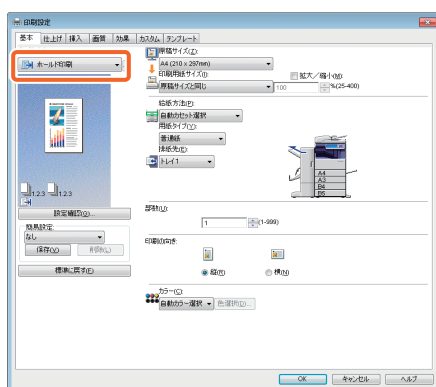 印刷設定
基本 仕上げ 挿入 画質 効果 カスタム テンプレート
ホールド印刷
1,2,3 1,2,3
設定確認(O)...
簡易設定:
なし
保存(V) 削除(L)
標準に戻す(F)
原稿サイズ(Z):
A4 (210 x 297mm)
印刷用紙サイズ(I):
原稿サイズと同じ
拡大/縮小(M):
100 %(25-400)
給紙方法(P):
自動カセット選択
用紙タイプ(Y):
普通紙
排紙先(E):
トレイ1
A4
A3
B4
B5
部数(U):
1 (1-999)
印刷の向き:
縦(R) 横(N)
カラー(C):
自動カラー選択 色選択(D)...
OK キャンセル ヘルプ